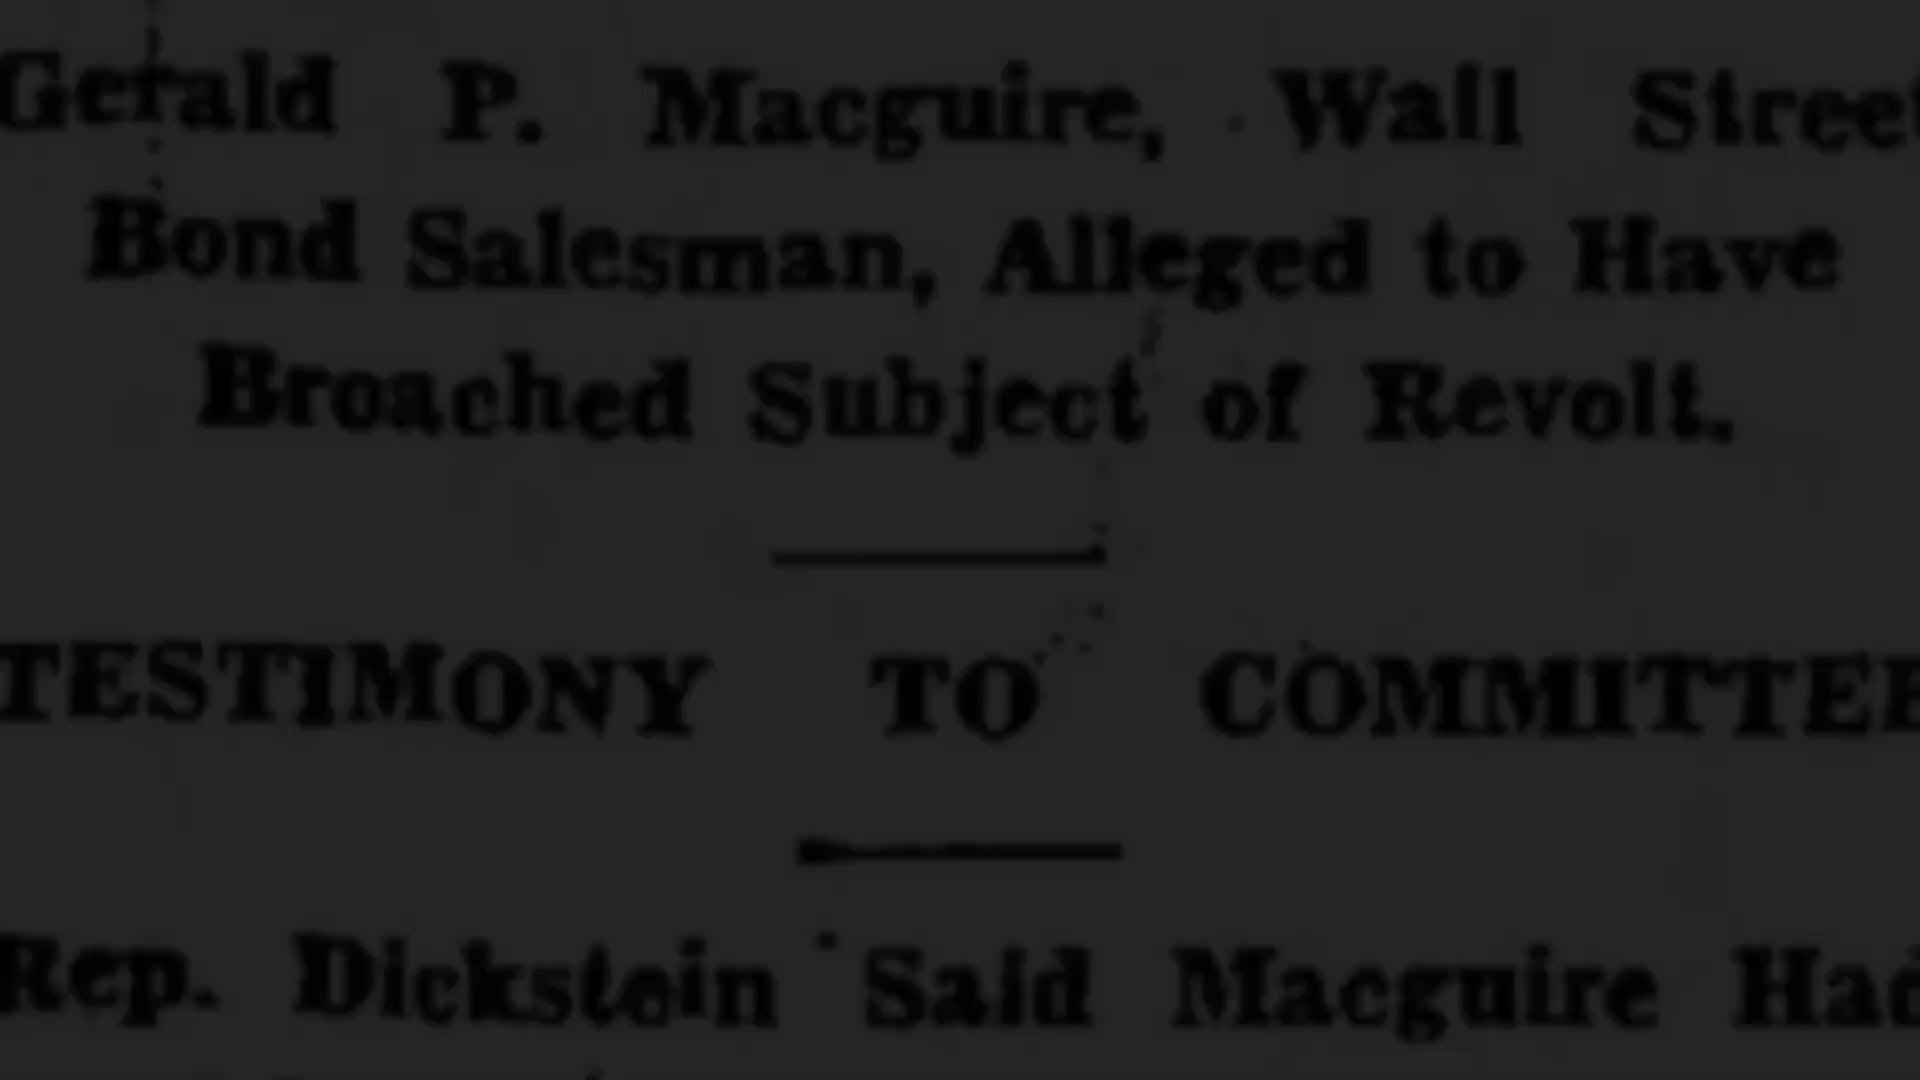 Gerald P. Macguire, Wall Street
Bond Salesman, Alleged to Have
Broached Subject of Revolt.
TESTIMONY TO COMMITTEE
Rep. Dickstein Said Macguire Had